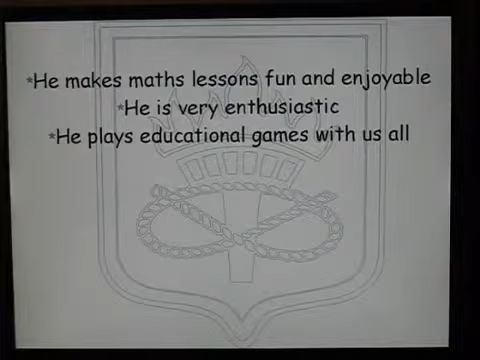 *He makes maths lessons fun and enjoyable
*He is very enthusiastic
*He plays educational games with us all